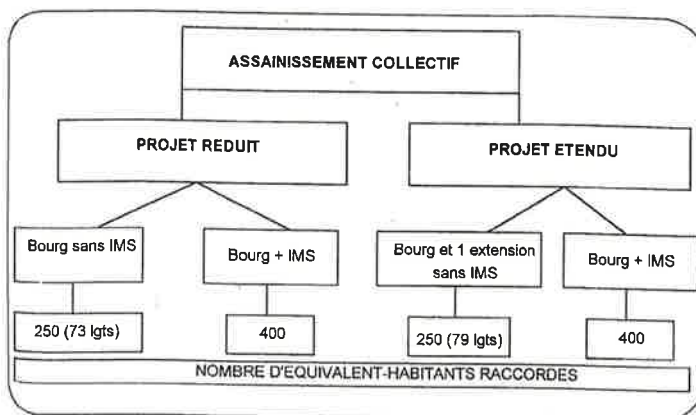 ASSAINISSEMENT COLLECTIF
PROJET REDUIT
PROJET ETENDU
Bourg sans IMS
Bourg + IMS
Bourg et 1 extension
sans IMS
Bourg + IMS
250 (73 lgts)
400
250 (79 lgts)
400
NOMBRE D'EQUIVALENT-HABITANTS RACCORDES